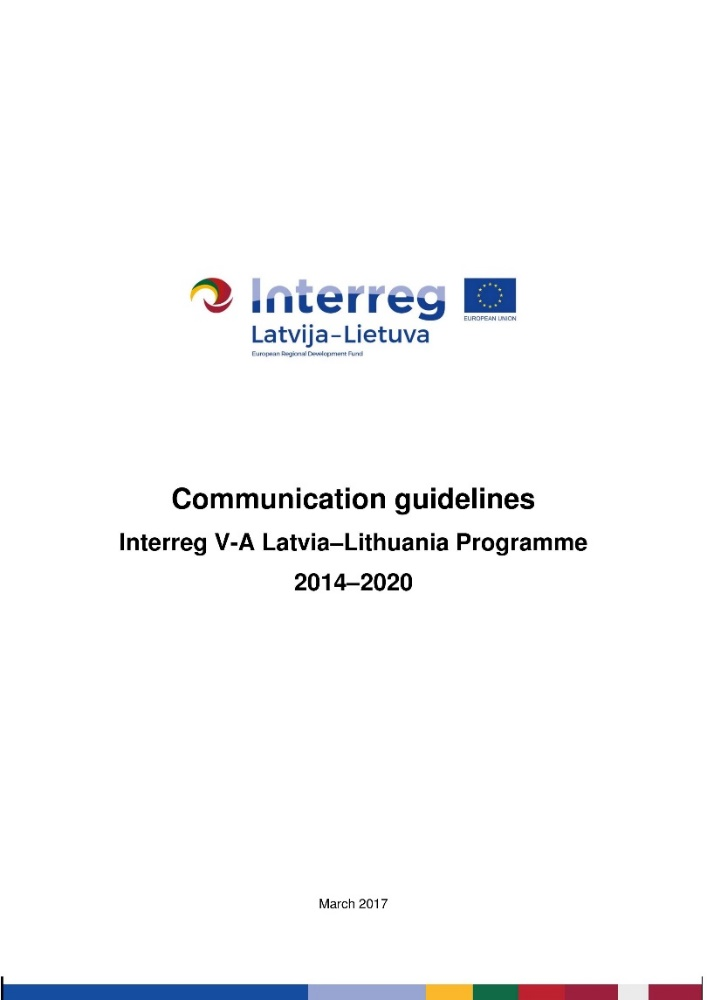 Interreg
EUROPEAN UNION
Latvija-Lietuva
European Regional Development Fund
Communication guidelines
Interreg V-A Latvia–Lithuania Programme
2014–2020
March 2017